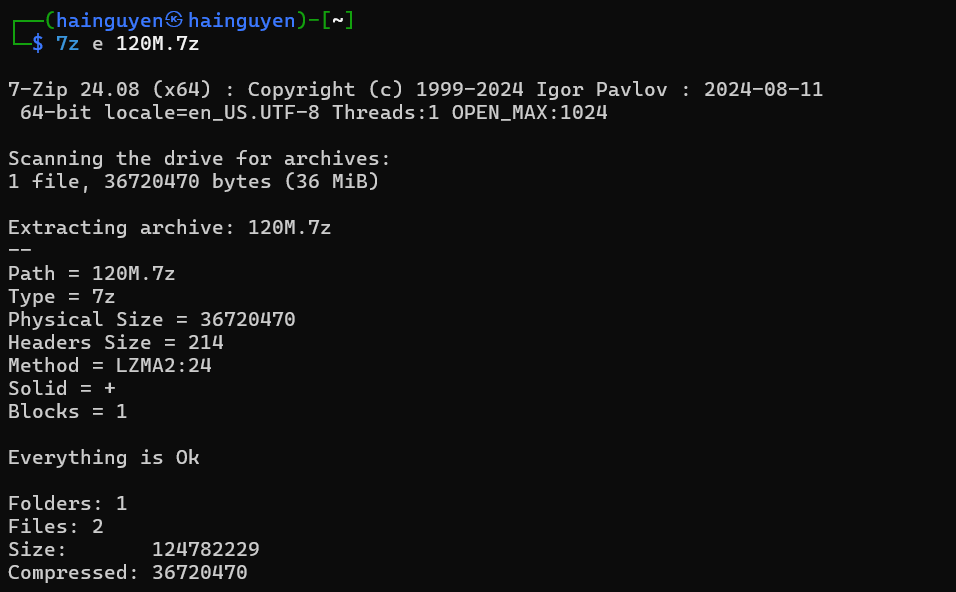 ┌──(hainguyen㉿hainguyen)-[~]
└─$ 7z e 120M.7z
7-Zip 24.08 (x64) : Copyright (c) 1999-2024 Igor Pavlov : 2024-08-11
64-bit locale=en_US.UTF-8 Threads:1 OPEN_MAX:1024
Scanning the drive for archives:
1 file, 36720470 bytes (36 MiB)
Extracting archive: 120M.7z
--
Path = 120M.7z
Type = 7z
Physical Size = 36720470
Headers Size = 214
Method = LZMA2:24
Solid = +
Blocks = 1
Everything is Ok
Folders: 1
Files: 2
Size:       124782229
Compressed: 36720470